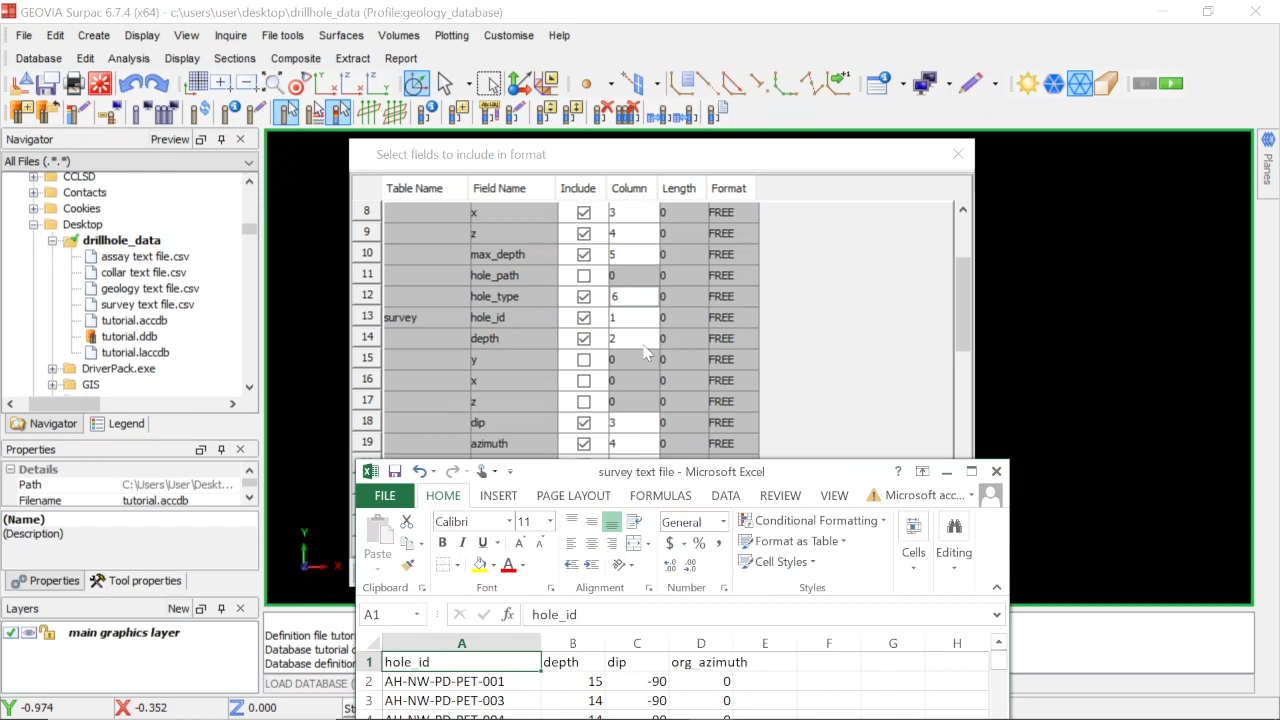 GEOVIA Surpac 6.7.4 (x64) - c:\users\user\desktop\drillhole_data (Profile:geology_database)
File Edit Create Display View Inquire File tools Surfaces Volumes Plotting Customise Help
Database Edit Analysis Display Sections Composite Extract Report
Navigator Preview
All Files (*.*)
CCLSD
Contacts
Cookies
Desktop
drillhole_data
assay text file.csv
collar text file.csv
geology text file.csv
survey text file.csv
tutorial.accdb
tutorial.ddb
tutorial.laccdb
DriverPack.exe
GIS
Navigator Legend
Properties
Details
Path C:\Users\User\Deskt...
Filename tutorial.accdb
(Name)
(Description)
Properties Tool properties
Layers New
main graphics layer
Select fields to include in format
Table Name Field Name Include Column Length Format
8 x 3 0 FREE
9 z 4 0 FREE
10 max_depth 5 0 FREE
11 hole_path 0 0 FREE
12 hole_type 6 0 FREE
13 survey hole_id 1 0 FREE
14 depth 2 0 FREE
15 y 0 0 FREE
16 x 0 0 FREE
17 z 0 0 FREE
18 dip 3 0 FREE
19 azimuth 4 0 FREE
Planes
Y
X
Definition file tutor
Database tutorial c
Database definition
LOAD DATABASE (
Y -0.974 X -0.352 Z 0.000 St
survey text file - Microsoft Excel
FILE HOME INSERT PAGE LAYOUT FORMULAS DATA REVIEW VIEW Microsoft acc...
Paste
Calibri 11
B I U
General
$ % ,
Conditional Formatting
Format as Table
Cell Styles
Cells Editing
Clipboard Font Alignment Number Styles
A1 fx hole_id
A B C D E F G H
1 hole_id depth dip org_azimuth
2 AH-NW-PD-PET-001 15 -90 0
3 AH-NW-PD-PET-003 14 -90 0
4 AH-NW-PD-PET-004 14 -90 0